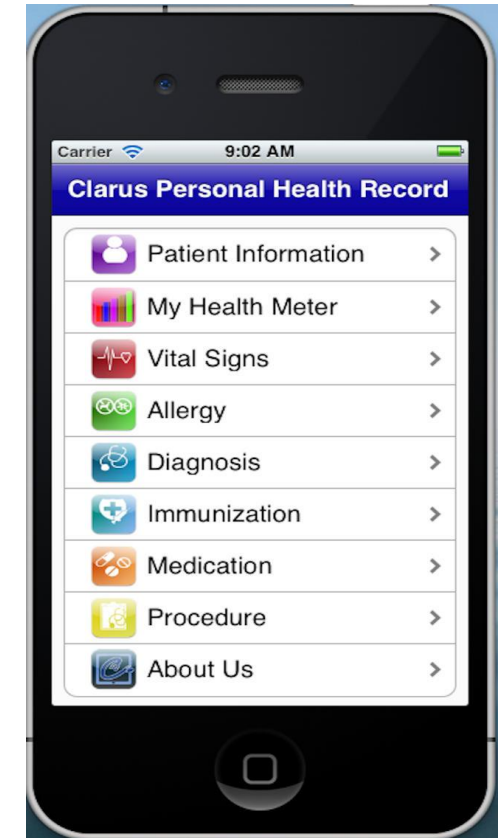 Carrier 9:02 AM
Clarus Personal Health Record
Patient Information
My Health Meter
Vital Signs
Allergy
Diagnosis
Immunization
Medication
Procedure
About Us